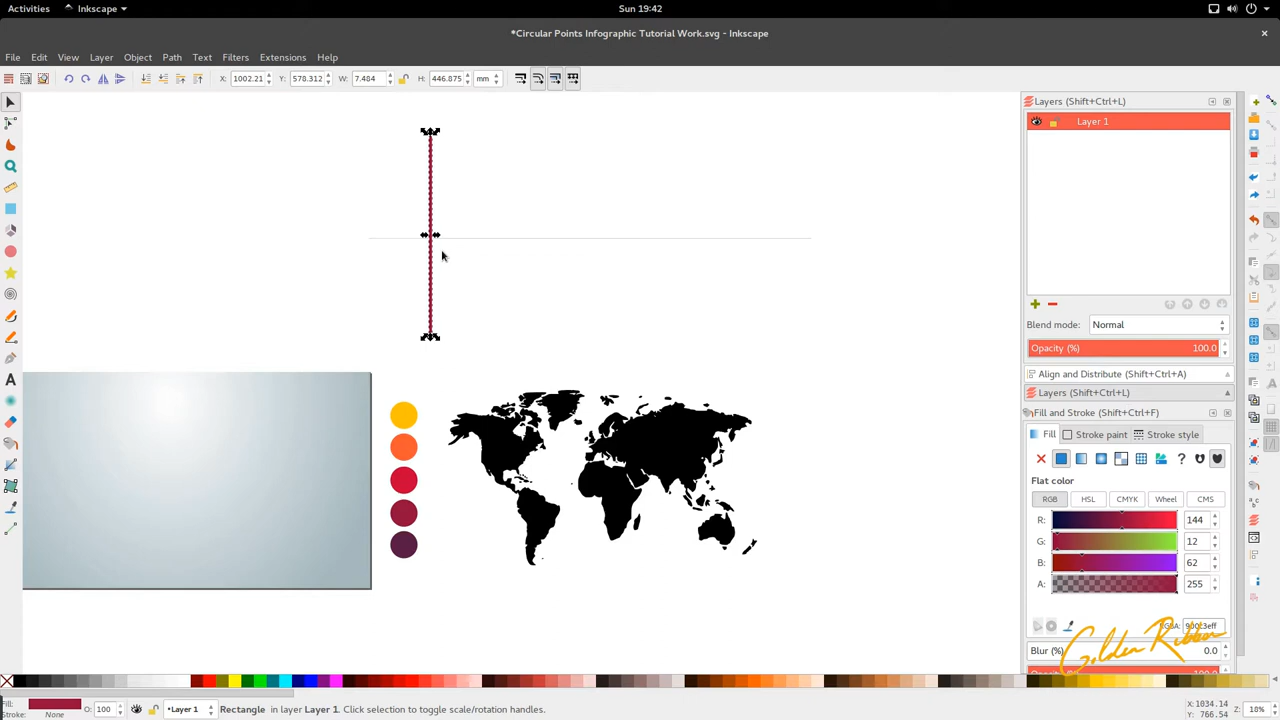 Activities Inkscape Sun 19:42
*Circular Points Infographic Tutorial Work.svg - Inkscape
File Edit View Layer Object Path Text Filters Extensions Help
X: 1002.21 Y: 578.312 W: 7.484 H: 446.875 mm
Layers (Shift+Ctrl+L)
Layer 1
Blend mode: Normal
Opacity (%) 100.0
Align and Distribute (Shift+Ctrl+A)
Layers (Shift+Ctrl+L)
Fill and Stroke (Shift+Ctrl+F)
Fill Stroke paint Stroke style
Flat color
RGB HSL CMYK Wheel CMS
R: 144
G: 12
B: 62
A: 255
Golden Ribbon
Blur (%) 0.0
Fill:
Stroke: None
O: 100
•Layer 1
Rectangle in layer Layer 1. Click selection to toggle scale/rotation handles.
X: 1034.14
Y: 766.54
Z: 18%